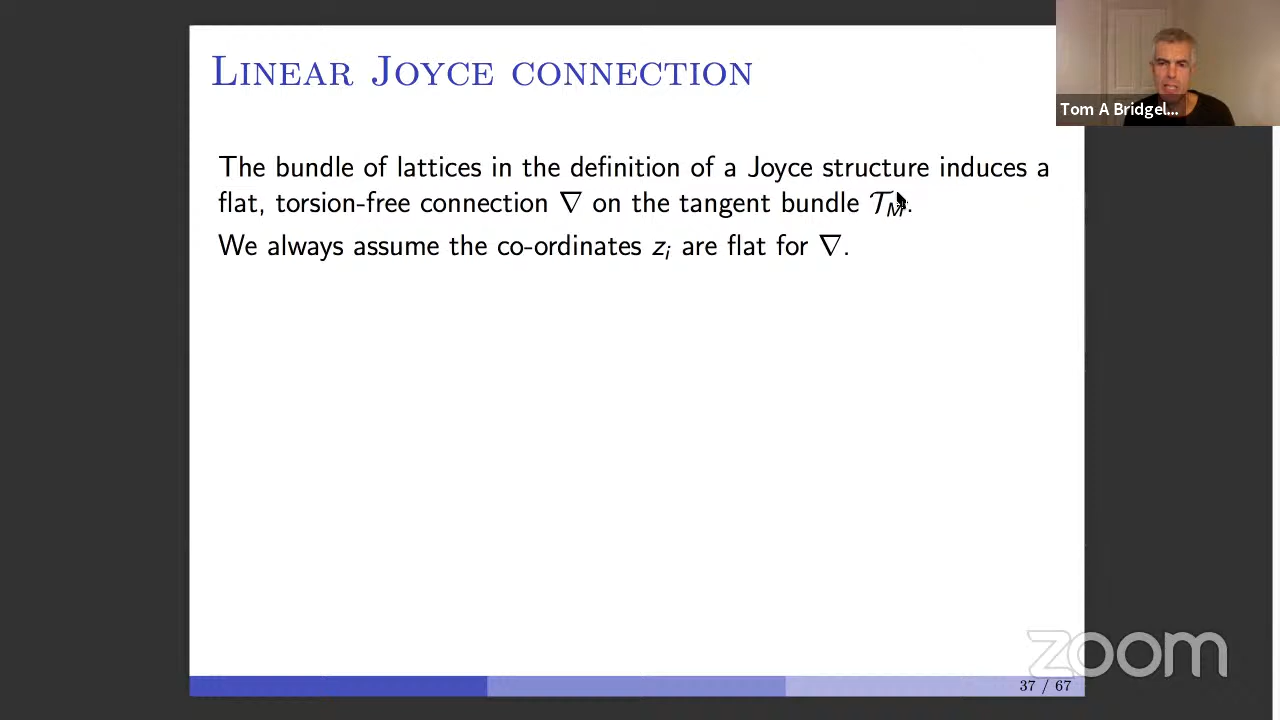 LINEAR JOYCE CONNECTION
Tom A Bridgel...
The bundle of lattices in the definition of a Joyce structure induces a
flat, torsion-free connection ∇ on the tangent bundle 𝒯_M.
We always assume the co-ordinates z_i are flat for ∇.
zoom
37 / 67